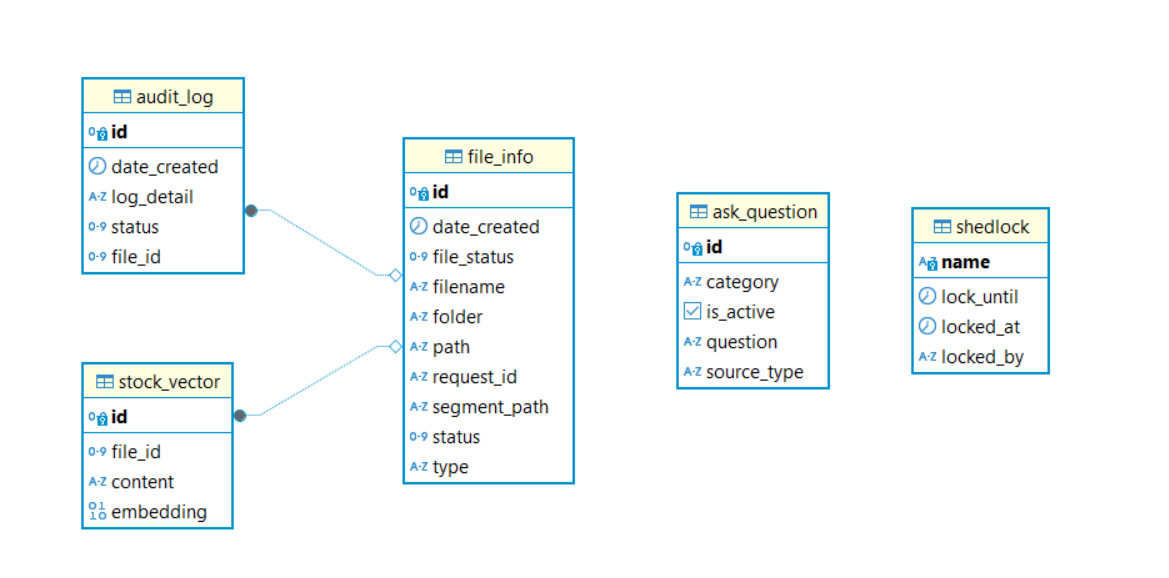 audit_log
id
date_created
log_detail
status
file_id
file_info
id
date_created
file_status
filename
folder
path
request_id
segment_path
status
type
stock_vector
id
file_id
content
embedding
ask_question
id
category
is_active
question
source_type
shedlock
name
lock_until
locked_at
locked_by